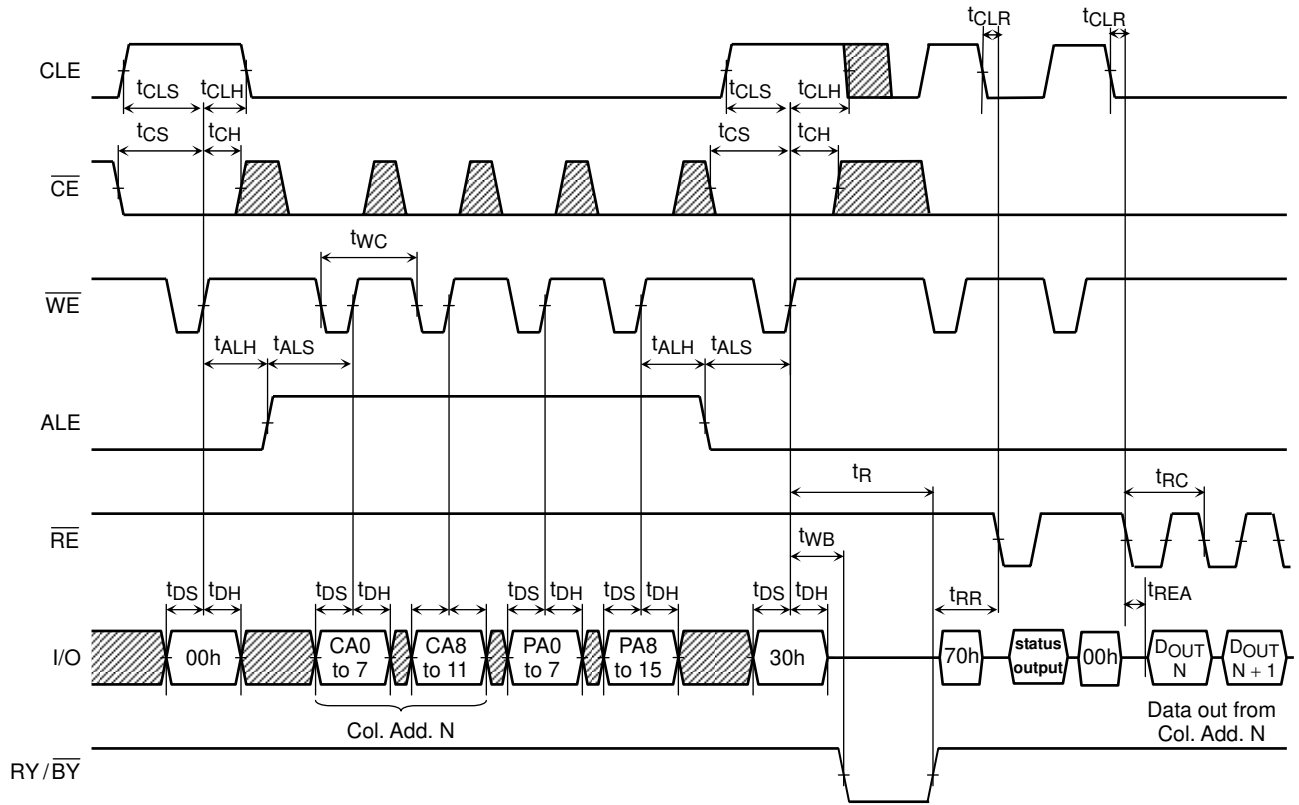 tCLR tCLR
CLE
tCLS tCLH tCLS tCLH
tCS tCH tCS tCH
CE
tWC
WE
tALH tALS tALH tALS
ALE
tR tRC
RE
tWB
tDS tDH tDS tDH tDS tDH tDS tDH tDS tDH tRR tREA
I/O
00h
CA0 to 7
CA8 to 11
PA0 to 7
PA8 to 15
30h
70h
status output
00h
DOUT N
DOUT N + 1
Col. Add. N
Data out from
Col. Add. N
RY/BY